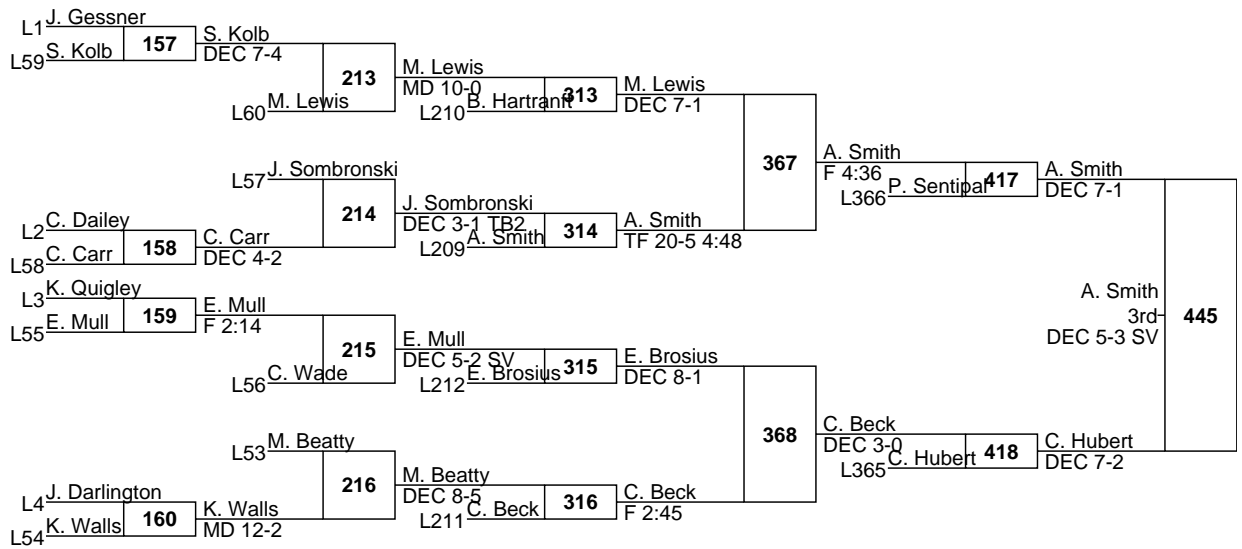 J. Gessner
L1
157
S. Kolb
DEC 7-4
S. Kolb
L59
213
M. Lewis
MD 10-0
M. Lewis
L60
B. Hartranft
L210
313
M. Lewis
DEC 7-1
367
A. Smith
F 4:36
J. Sombronski
L57
214
J. Sombronski
DEC 3-1 TB2
A. Smith
L209
314
A. Smith
TF 20-5 4:48
C. Dailey
L2
158
C. Carr
DEC 4-2
C. Carr
L58
P. Sentipal
L366
417
A. Smith
DEC 7-1
K. Quigley
L3
159
E. Mull
F 2:14
E. Mull
L55
215
E. Mull
DEC 5-2 SV
C. Wade
L56
E. Brosius
L212
315
E. Brosius
DEC 8-1
368
C. Beck
DEC 3-0
M. Beatty
L53
216
M. Beatty
DEC 8-5
C. Beck
L211
316
C. Beck
F 2:45
J. Darlington
L4
160
K. Walls
MD 12-2
K. Walls
L54
C. Hubert
L365
418
C. Hubert
DEC 7-2
A. Smith
3rd
DEC 5-3 SV
445